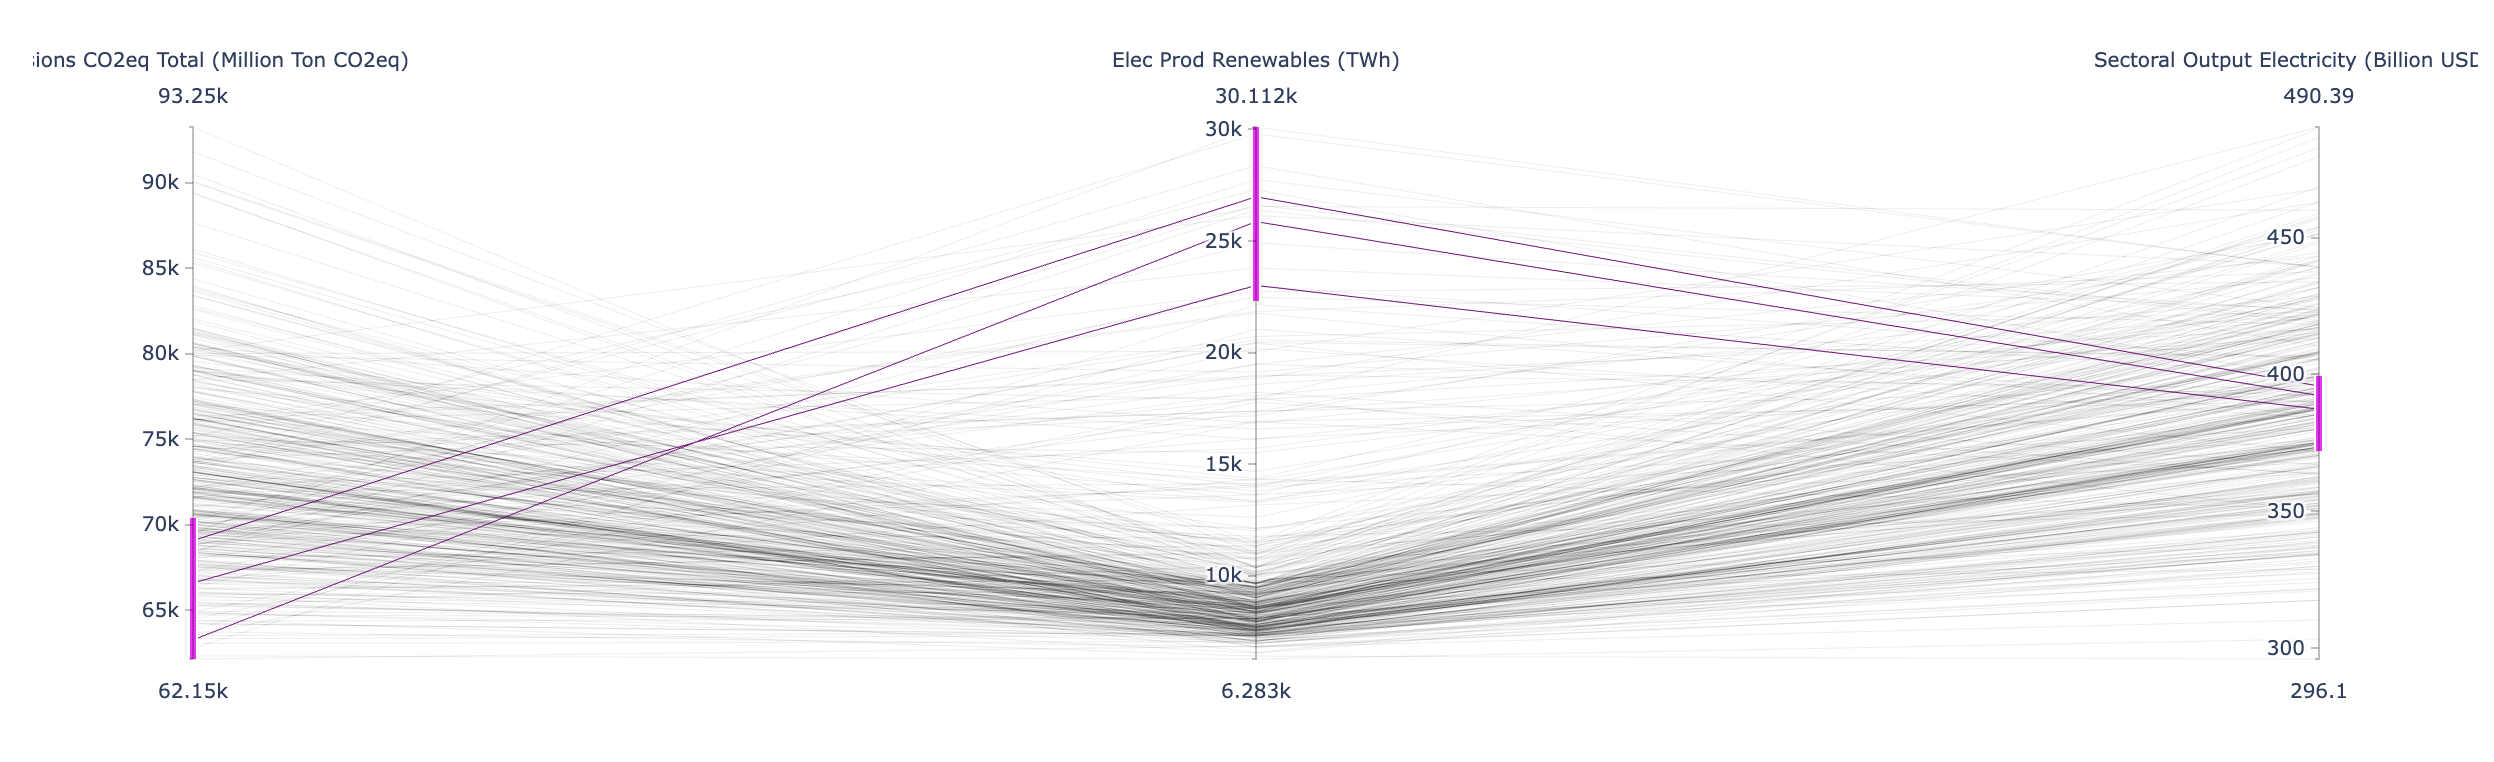 sions CO2eq Total (Million Ton CO2eq)
93.25k
90k
85k
80k
75k
70k
65k
62.15k
Elec Prod Renewables (TWh)
30.112k
30k
25k
20k
15k
10k
6.283k
Sectoral Output Electricity (Billion USD
490.39
450
400
350
300
296.1